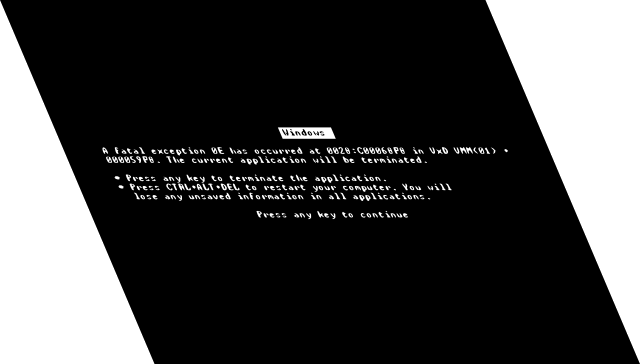 Windows
A fatal exception 0E has occurred at 0028:C00068F8 in VxD VMM(01) +
000059F8. The current application will be terminated.
* Press any key to terminate the application.
* Press CTRL+ALT+DEL to restart your computer. You will
lose any unsaved information in all applications.
Press any key to continue